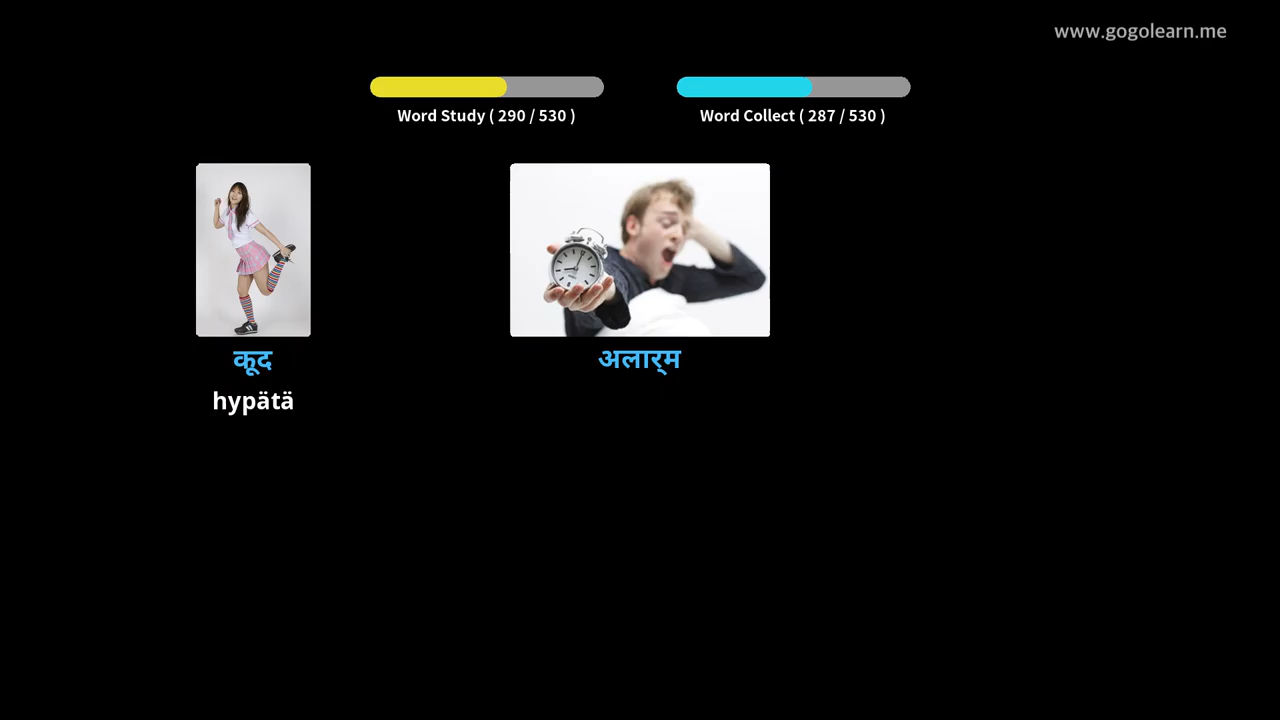 www.gogolearn.me
Word Study ( 290 / 530 )
Word Collect ( 287 / 530 )
कूद
अलार्म
hypätä